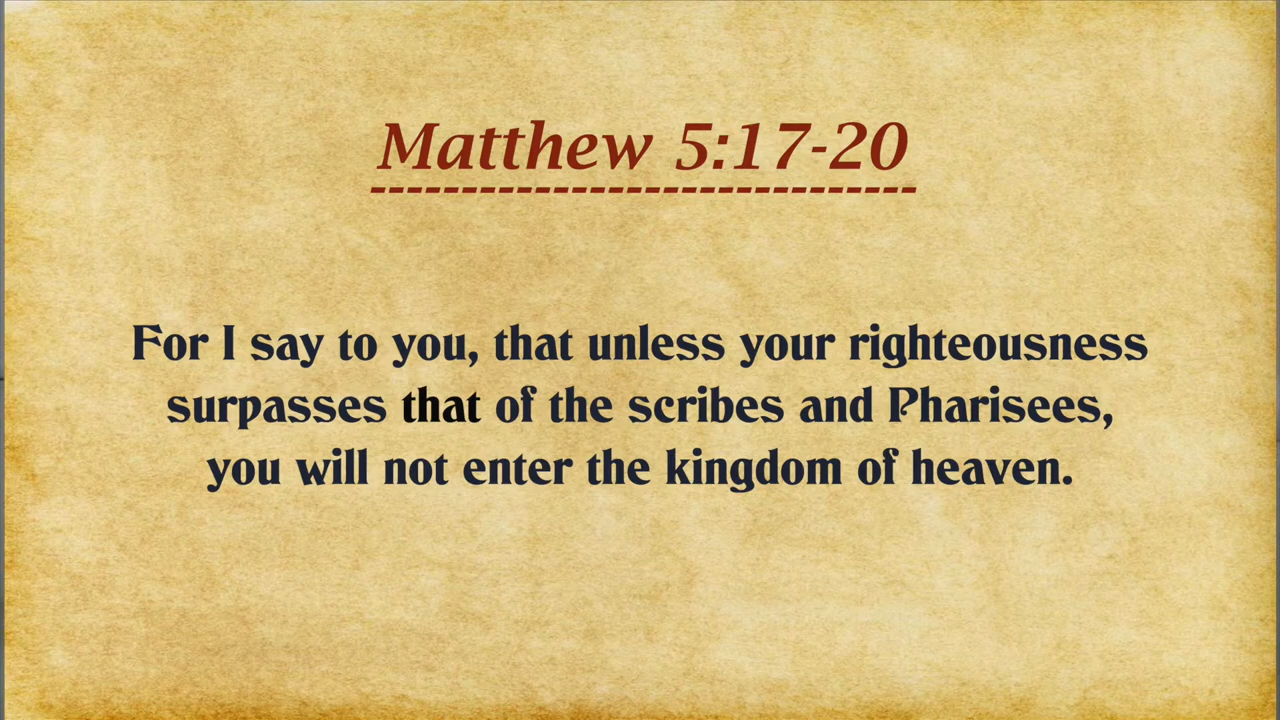 Matthew 5:17-20
For I say to you, that unless your righteousness
surpasses that of the scribes and Pharisees,
you will not enter the kingdom of heaven.